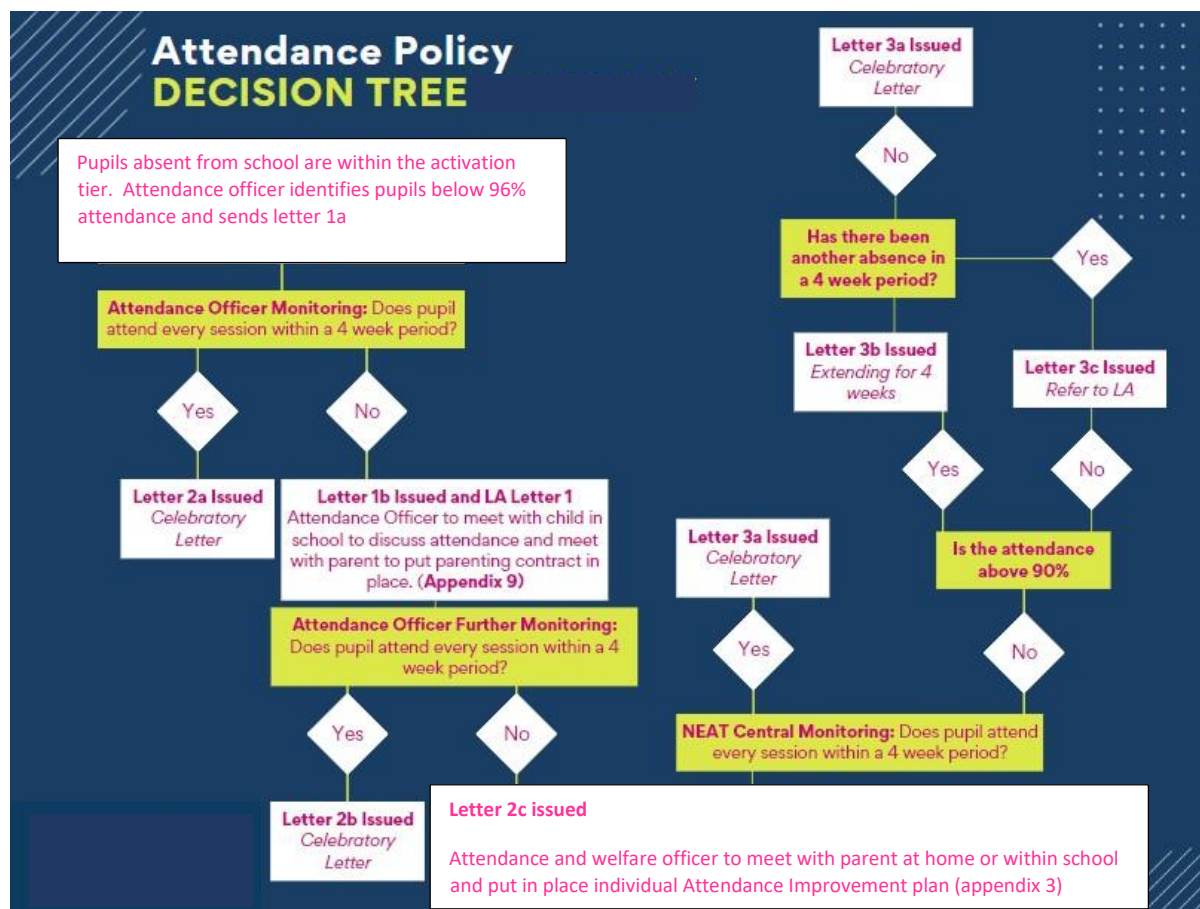 Attendance Policy
DECISION TREE
Pupils absent from school are within the activation
tier. Attendance officer identifies pupils below 96%
attendance and sends letter 1a
Attendance Officer Monitoring: Does pupil
attend every session within a 4 week period?
Yes
No
Letter 2a Issued
Celebratory
Letter
Letter 1b Issued and LA Letter 1
Attendance Officer to meet with child in
school to discuss attendance and meet
with parent to put parenting contract in
place. (Appendix 9)
Attendance Officer Further Monitoring:
Does pupil attend every session within a 4
week period?
Yes
No
Letter 2b Issued
Celebratory
Letter
Letter 2c issued
Attendance and welfare officer to meet with parent at home or within school
and put in place individual Attendance Improvement plan (appendix 3)
NEAT Central Monitoring: Does pupil attend
every session within a 4 week period?
Yes
No
Letter 3a Issued
Celebratory
Letter
Is the attendance
above 90%
Yes
No
Letter 3b Issued
Extending for 4
weeks
Letter 3c Issued
Refer to LA
Has there been
another absence in
a 4 week period?
Yes
No
Letter 3a Issued
Celebratory
Letter